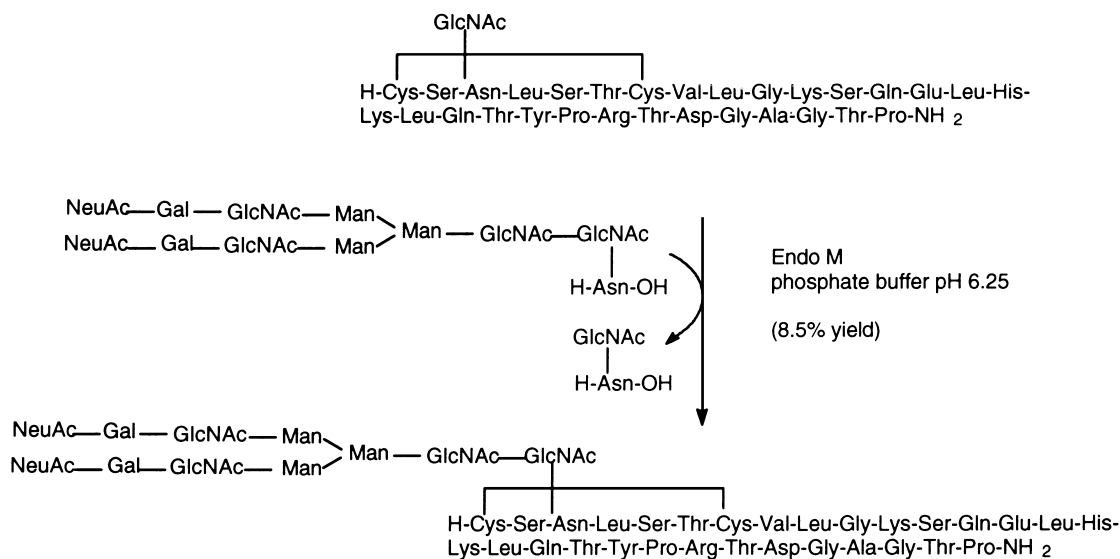 GlcNAc
H-Cys-Ser-Asn-Leu-Ser-Thr-Cys-Val-Leu-Gly-Lys-Ser-Gln-Glu-Leu-His-
Lys-Leu-Gln-Thr-Tyr-Pro-Arg-Thr-Asp-Gly-Ala-Gly-Thr-Pro-NH 2
NeuAc—Gal—GlcNAc—Man
Man—GlcNAc—GlcNAc
NeuAc—Gal—GlcNAc—Man
H-Asn-OH
Endo M
phosphate buffer pH 6.25
(8.5% yield)
GlcNAc
H-Asn-OH
NeuAc—Gal—GlcNAc—Man
Man—GlcNAc—GlcNAc
NeuAc—Gal—GlcNAc—Man
H-Cys-Ser-Asn-Leu-Ser-Thr-Cys-Val-Leu-Gly-Lys-Ser-Gln-Glu-Leu-His-
Lys-Leu-Gln-Thr-Tyr-Pro-Arg-Thr-Asp-Gly-Ala-Gly-Thr-Pro-NH 2